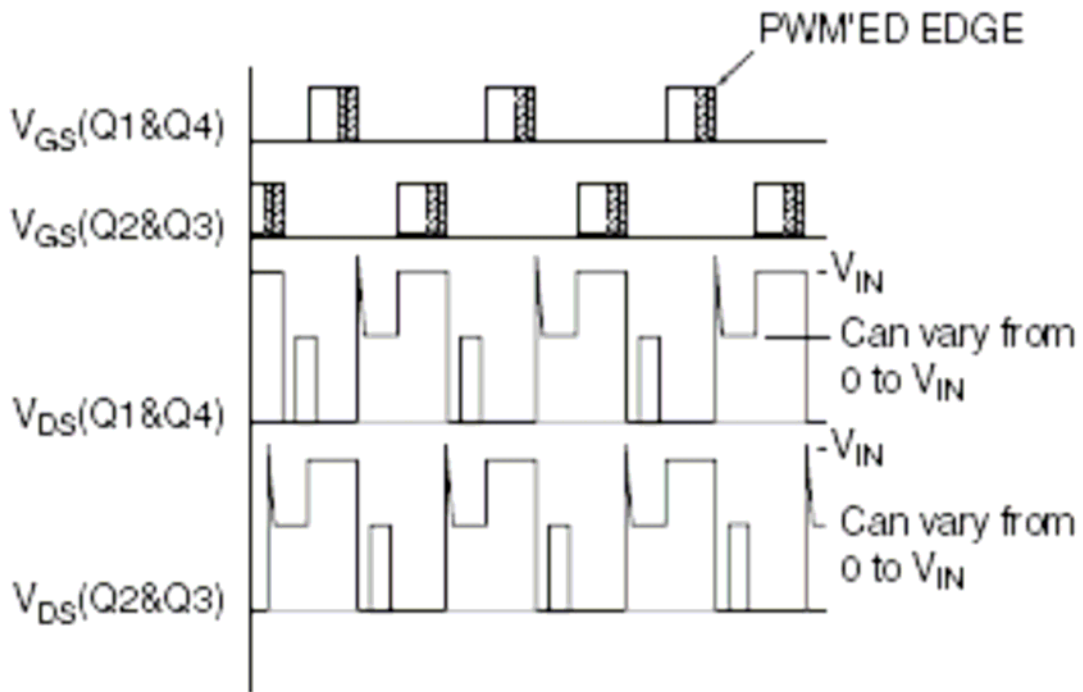 PWM'ED EDGE
VGS(Q1&Q4)
VGS(Q2&Q3)
-VIN
Can vary from
0 to VIN
VDS(Q1&Q4)
-VIN
Can vary from
0 to VIN
VDS(Q2&Q3)